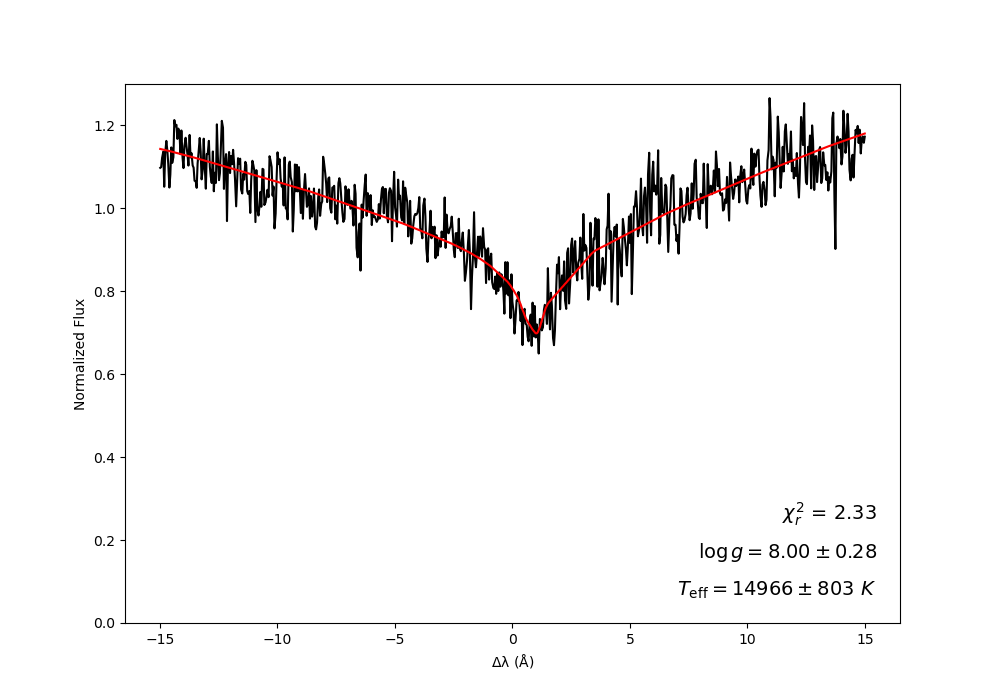 1.2
1.0
0.8
0.6
0.4
0.2
0.0
Normalized Flux
χ²ᵣ = 2.33
log g = 8.00 ± 0.28
T_eff = 14966 ± 803 K
−15 −10 −5 0 5 10 15
Δλ (Å)